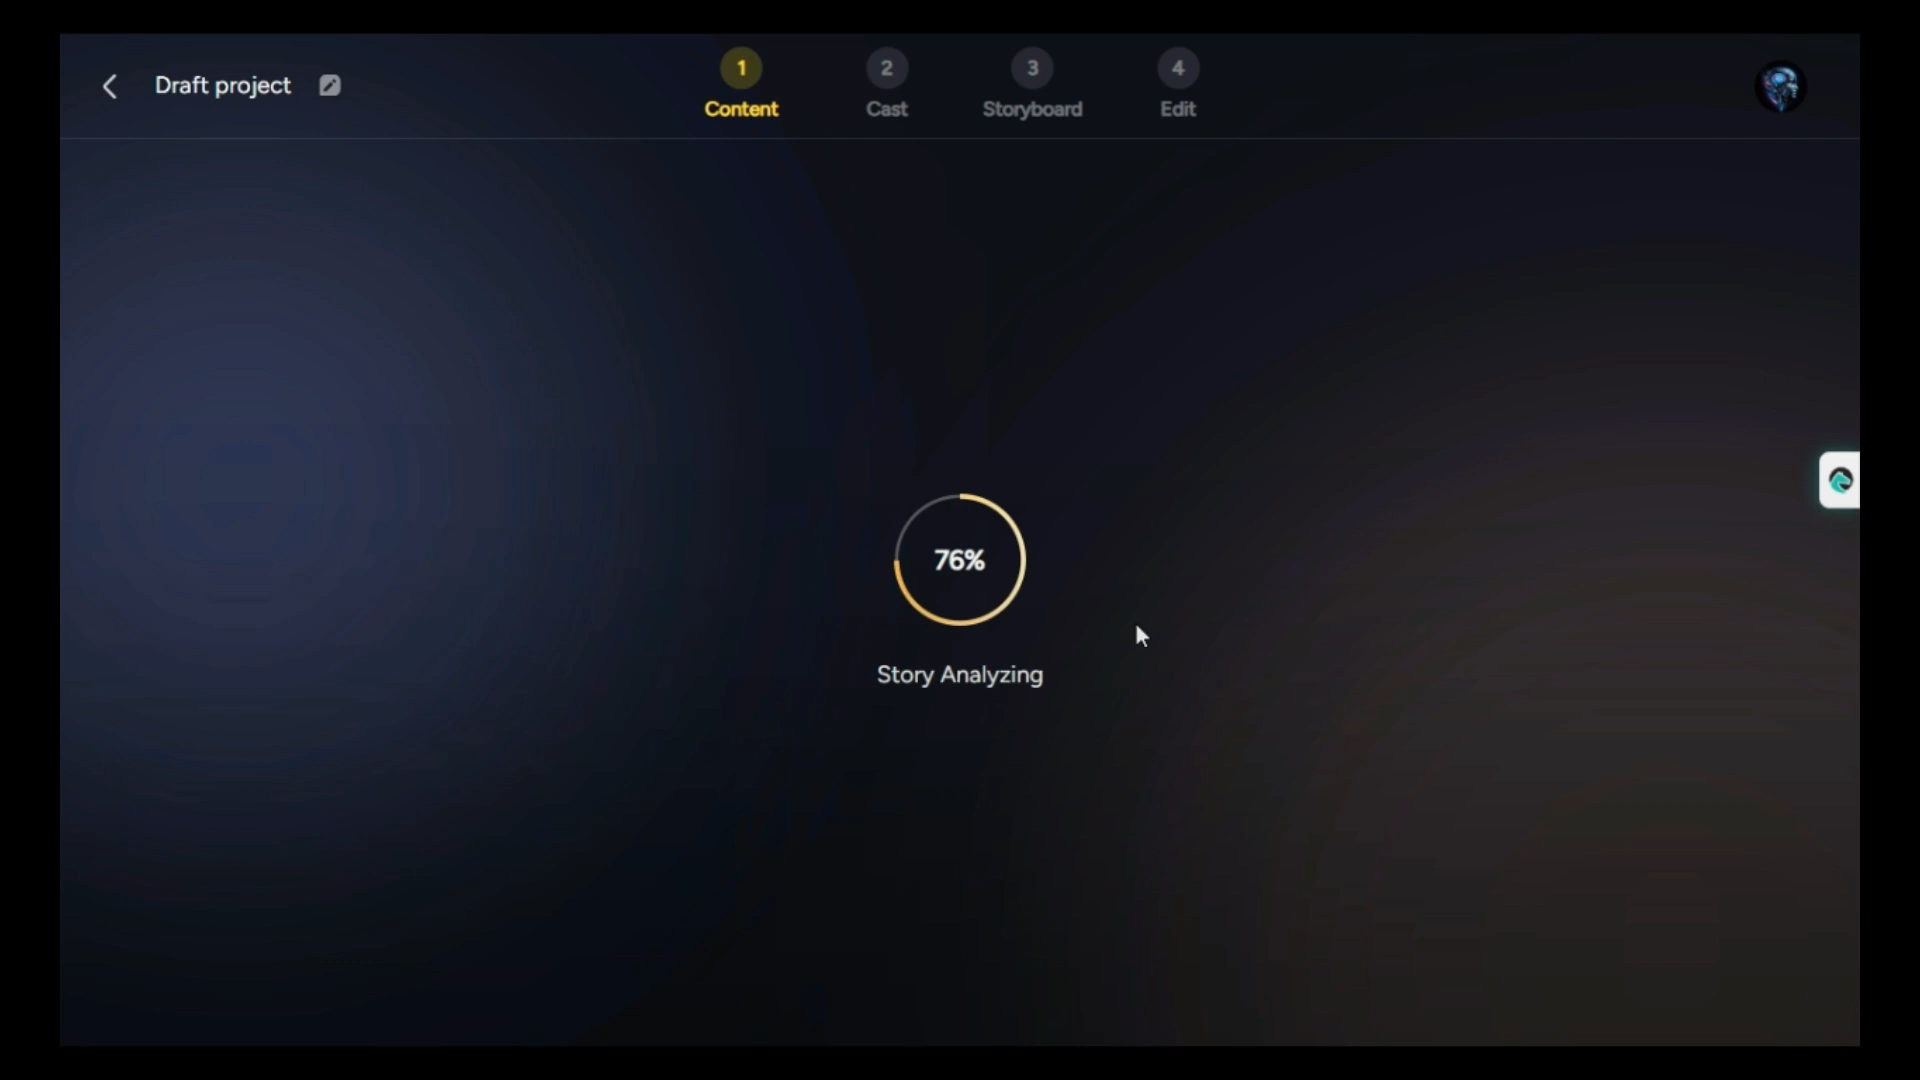 Draft project
1
Content
2
Cast
3
Storyboard
4
Edit
76%
Story Analyzing